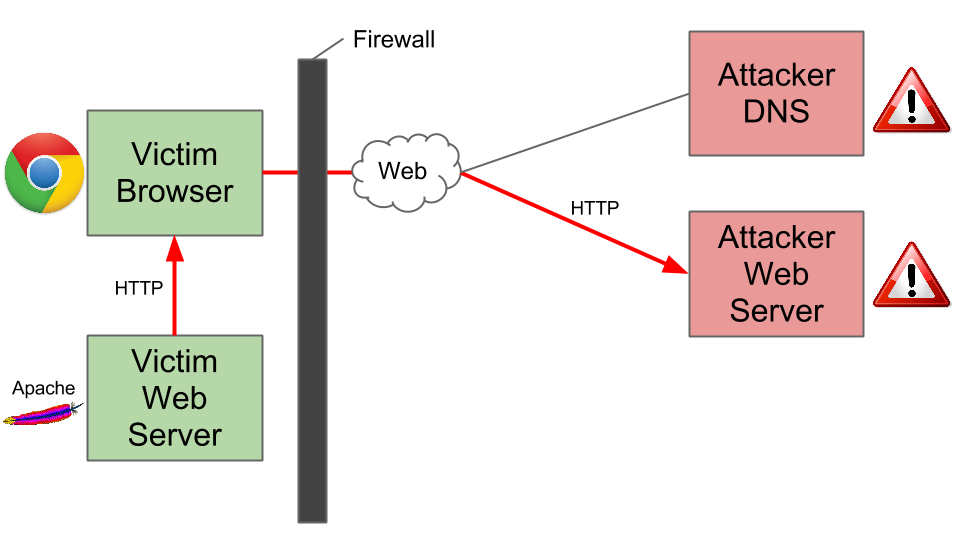 Firewall
Attacker
DNS
Victim
Browser
Web
HTTP
Attacker
Web
Server
HTTP
Victim
Web
Server
Apache